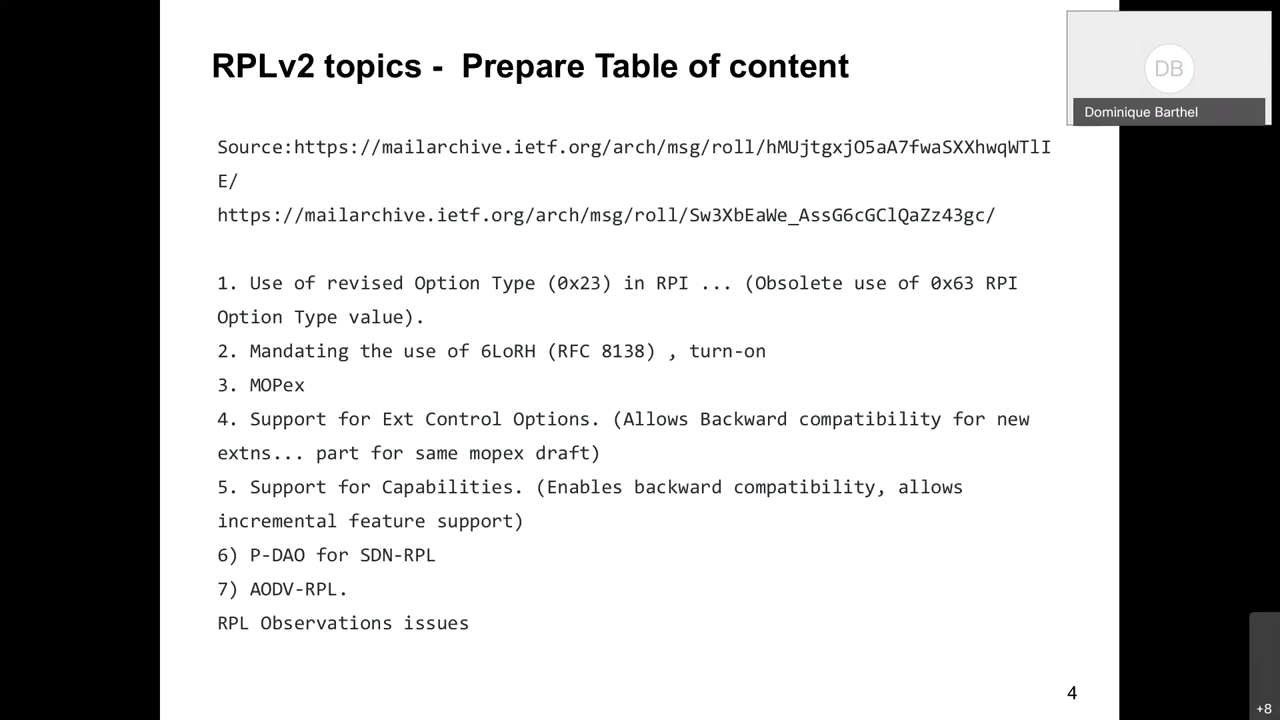 RPLv2 topics - Prepare Table of content
DB
Dominique Barthel
Source:https://mailarchive.ietf.org/arch/msg/roll/hMUjtgxjO5aA7fwaSXXhwqWTlI
E/
https://mailarchive.ietf.org/arch/msg/roll/Sw3XbEaWe_AssG6cGClQaZz43gc/
1. Use of revised Option Type (0x23) in RPI ... (Obsolete use of 0x63 RPI
Option Type value).
2. Mandating the use of 6LoRH (RFC 8138) , turn-on
3. MOPex
4. Support for Ext Control Options. (Allows Backward compatibility for new
extns... part for same mopex draft)
5. Support for Capabilities. (Enables backward compatibility, allows
incremental feature support)
6) P-DAO for SDN-RPL
7) AODV-RPL.
RPL Observations issues
4
+8